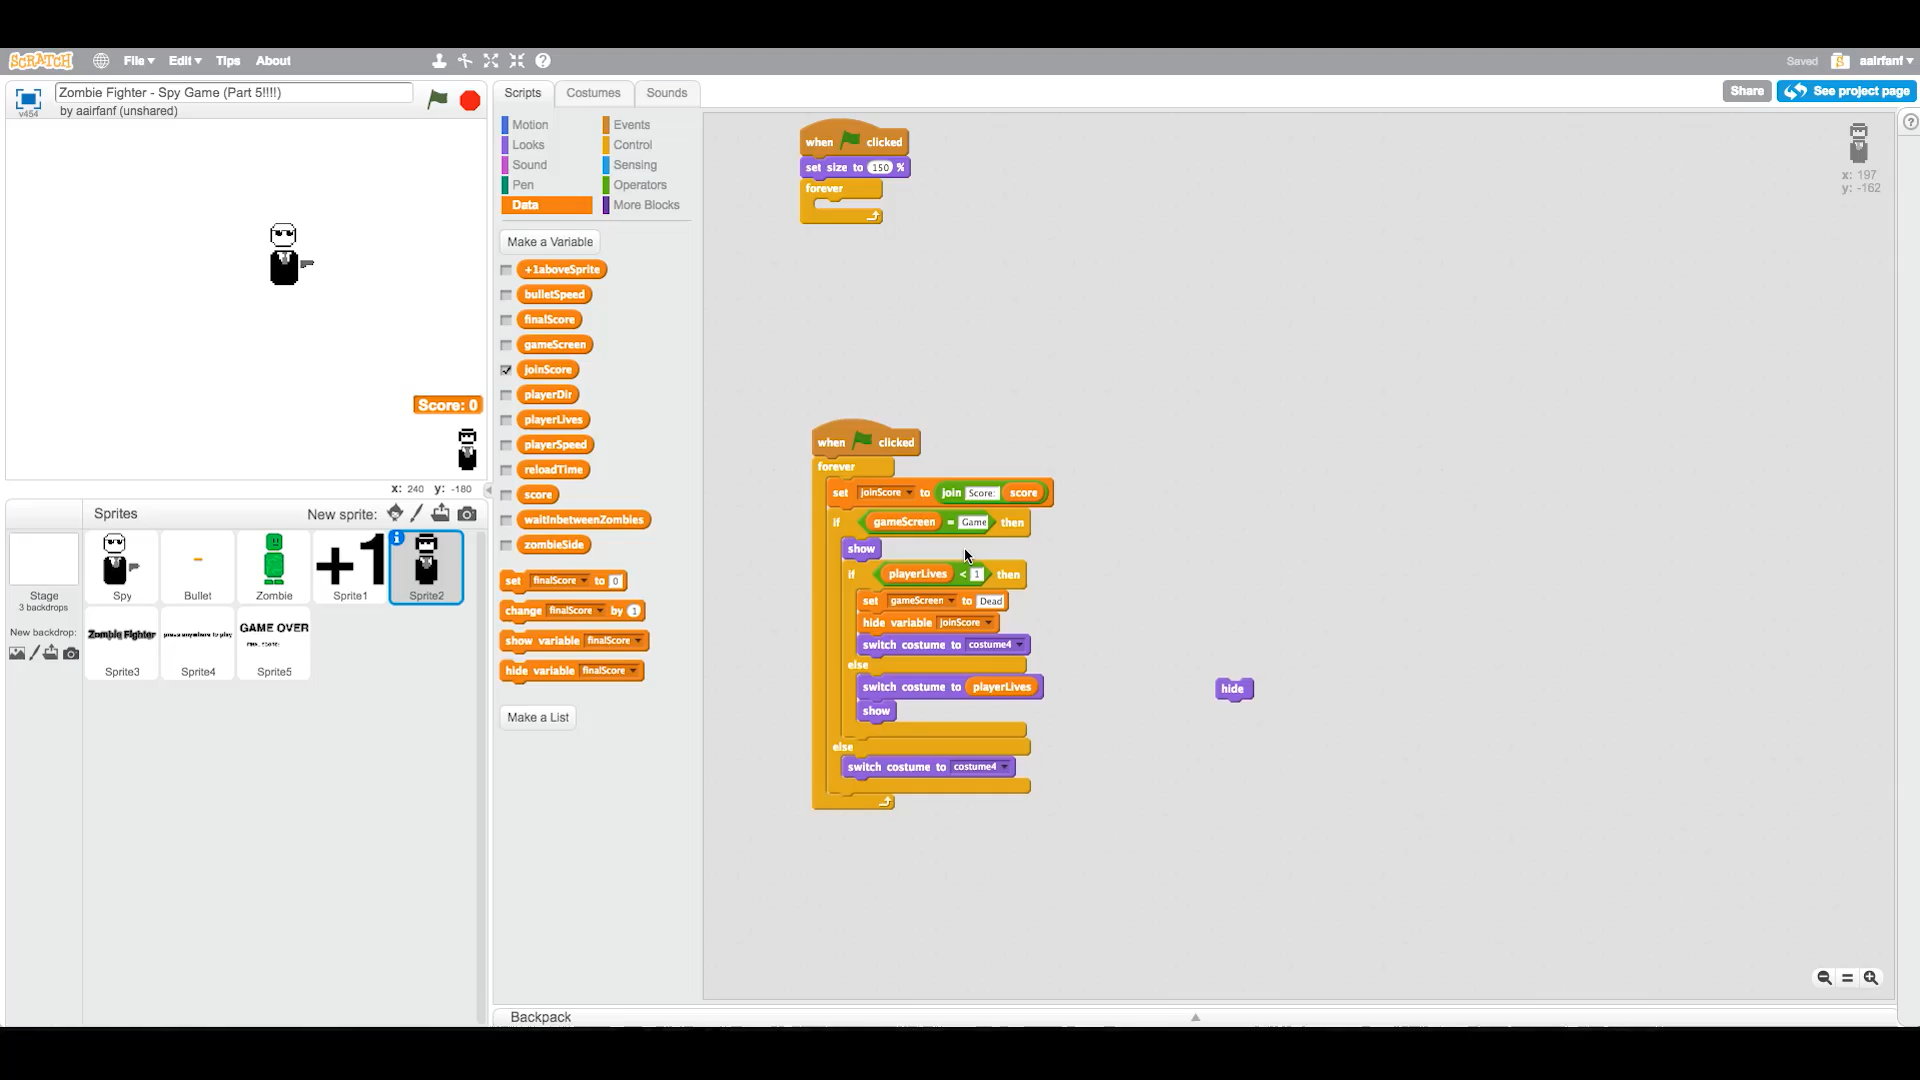 SCRATCH File Edit Tips About Saved aairfanf
v454 Zombie Fighter - Spy Game (Part 5!!!!)
by aairfanf (unshared)
Scripts Costumes Sounds Share See project page
Motion Events
Looks Control
Sound Sensing
Pen Operators
Data More Blocks
Make a Variable
+1aboveSprite
bulletSpeed
finalScore
gameScreen
joinScore
playerDir
playerLives
playerSpeed
reloadTime
score
waitInbetweenZombies
zombieSide
set finalScore to 0
change finalScore by 1
show variable finalScore
hide variable finalScore
Make a List
Score: 0
x: 240 y: -180
Sprites New sprite:
Stage
3 backdrops
New backdrop:
Spy
Bullet
Zombie
+1
Sprite1
Sprite2
Zombie Fighter
Sprite3
press anywhere to play
Sprite4
GAME OVER
Sprite5
when clicked
set size to 150 %
forever
when clicked
forever
set joinScore to join Score: score
if gameScreen = Game then
show
if playerLives < 1 then
set gameScreen to Dead
hide variable joinScore
switch costume to costume4
else
switch costume to playerLives
show
else
switch costume to costume4
hide
x: 197
y: -162
Backpack